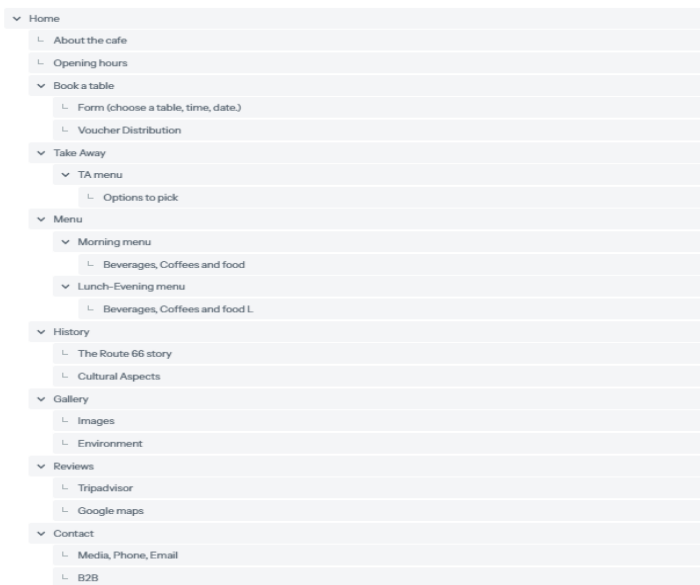 Home
About the cafe
Opening hours
Book a table
Form (choose a table, time, date.)
Voucher Distribution
Take Away
TA menu
Options to pick
Menu
Morning menu
Beverages, Coffees and food
Lunch-Evening menu
Beverages, Coffees and food L
History
The Route 66 story
Cultural Aspects
Gallery
Images
Environment
Reviews
Tripadvisor
Google maps
Contact
Media, Phone, Email
B2B